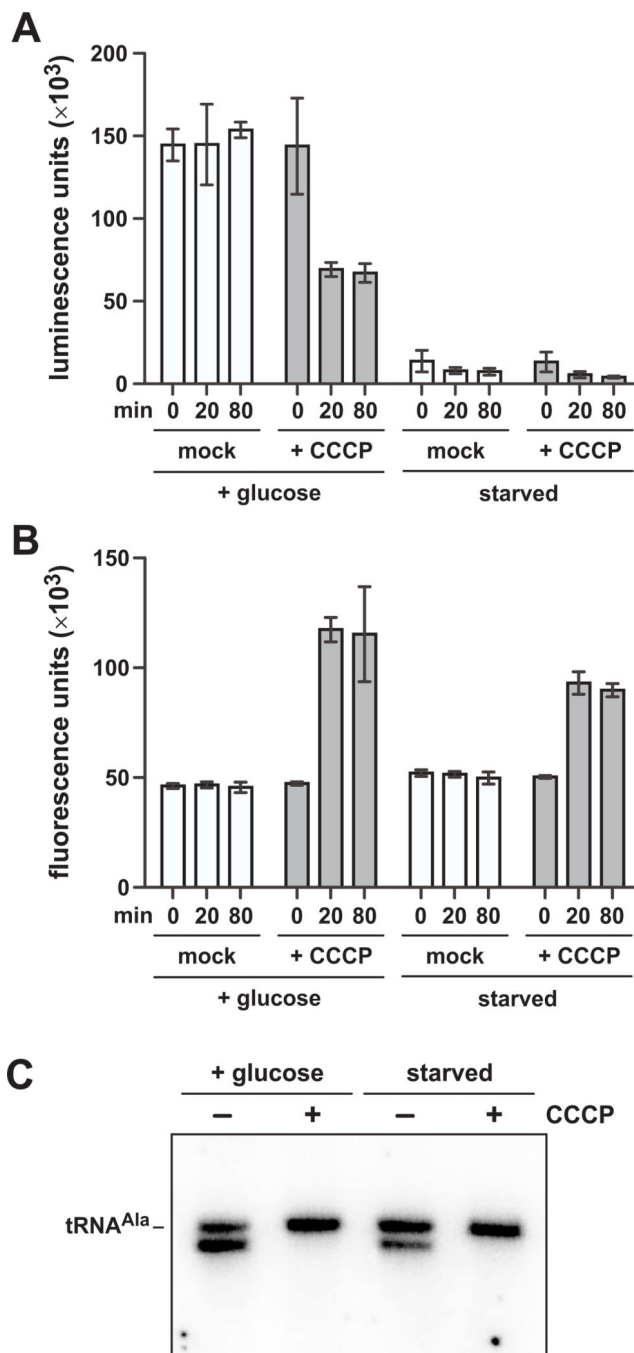 A
luminescence units (×10³)
200
150
100
50
0
min 0 20 80 0 20 80 0 20 80 0 20 80
mock + CCCP mock + CCCP
+ glucose starved
B
fluorescence units (×10³)
150
100
50
0
min 0 20 80 0 20 80 0 20 80 0 20 80
mock + CCCP mock + CCCP
+ glucose starved
C
+ glucose starved
– + – + CCCP
tRNAᴬˡᵃ –